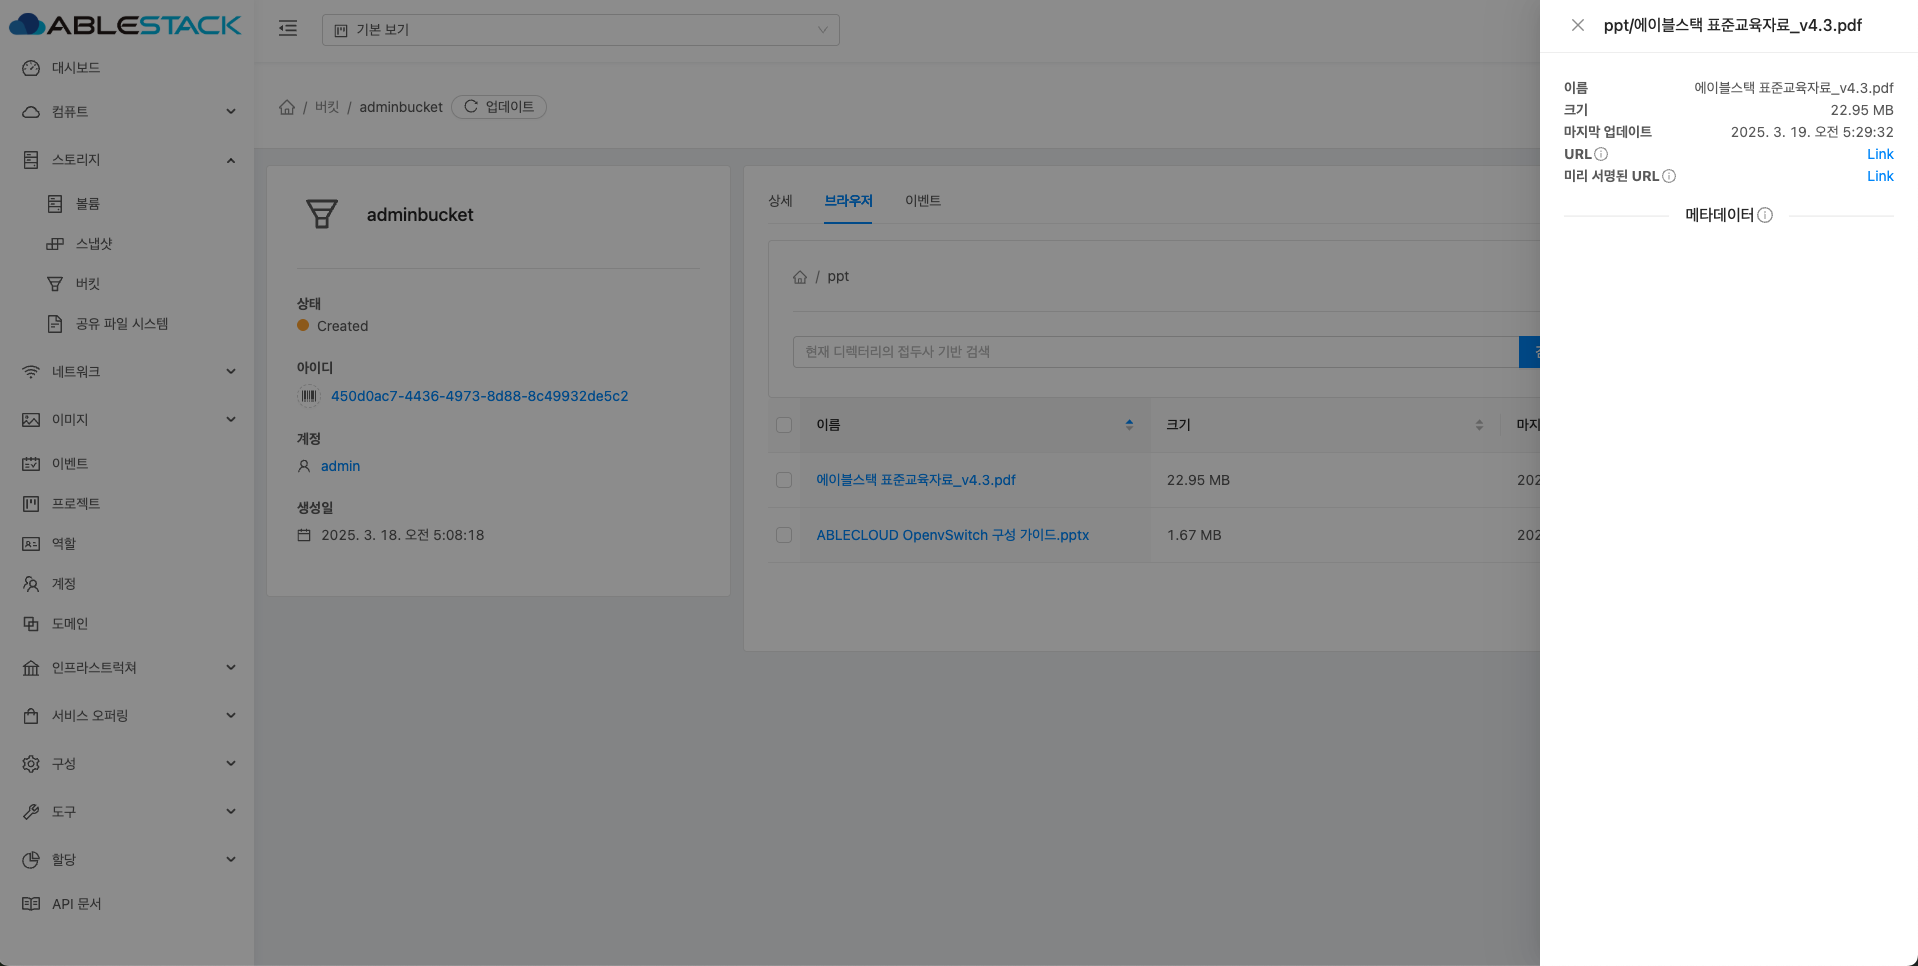 ABLESTACK
대시보드
컴퓨트
스토리지
볼륨
스냅샷
버킷
공유 파일 시스템
네트워크
이미지
이벤트
프로젝트
역할
계정
도메인
인프라스트럭쳐
서비스 오퍼링
구성
도구
할당
API 문서
기본 보기
/ 버킷 / adminbucket 업데이트
adminbucket
상태
Created
아이디
450d0ac7-4436-4973-8d88-8c49932de5c2
계정
admin
생성일
2025. 3. 18. 오전 5:08:18
상세 브라우저 이벤트
/ ppt
현재 디렉터리의 접두사 기반 검색
이름 크기 마지
에이블스택 표준교육자료_v4.3.pdf 22.95 MB 202
ABLECLOUD OpenvSwitch 구성 가이드.pptx 1.67 MB 202
ppt/에이블스택 표준교육자료_v4.3.pdf
이름 에이블스택 표준교육자료_v4.3.pdf
크기 22.95 MB
마지막 업데이트 2025. 3. 19. 오전 5:29:32
URL Link
미리 서명된 URL Link
메타데이터